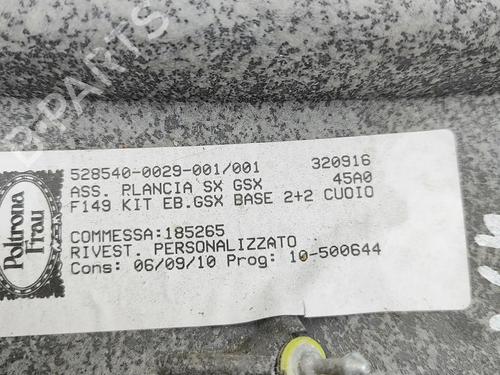 B-PARTS
528540-0029-001/001 320916
ASS. PLANCIA SX GSX 45A0
F149 KIT EB.GSX BASE 2+2 CUOIO
COMMESSA:185265
RIVEST. PERSONALIZZATO
Cons: 06/09/10 Prog: 10-500644
Poltrona
Frau